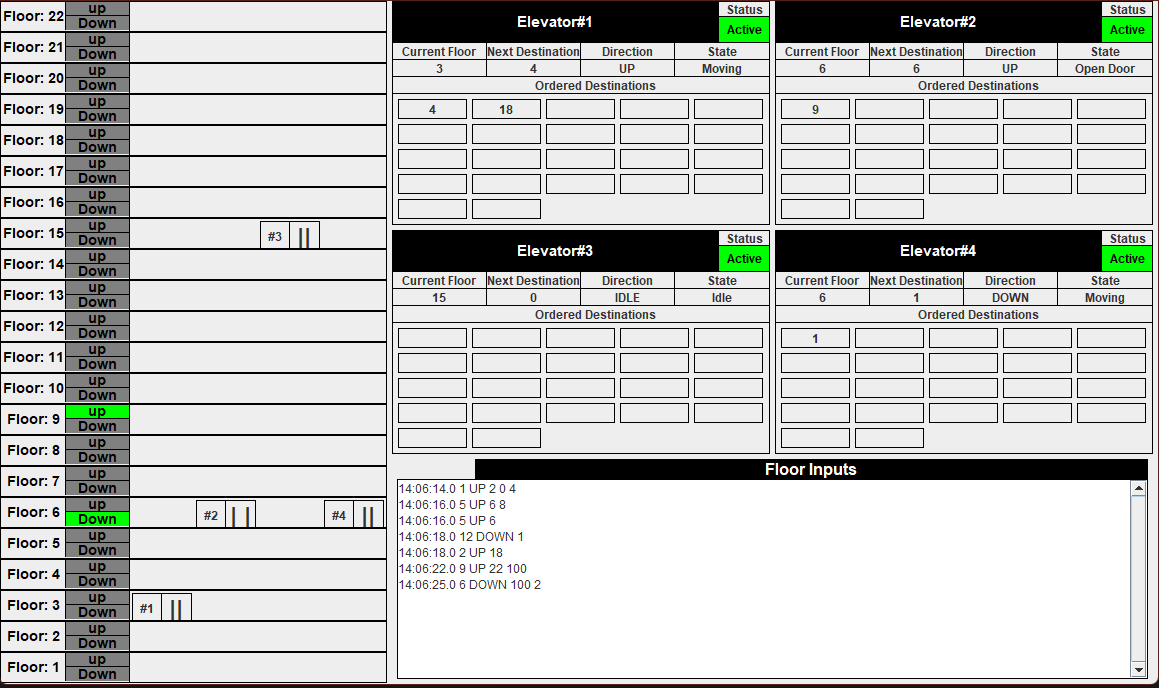 Floor: 22 up
Down
Floor: 21 up
Down
Floor: 20 up
Down
Floor: 19 up
Down
Floor: 18 up
Down
Floor: 17 up
Down
Floor: 16 up
Down
Floor: 15 up
Down #3
Floor: 14 up
Down
Floor: 13 up
Down
Floor: 12 up
Down
Floor: 11 up
Down
Floor: 10 up
Down
Floor: 9 up
Down
Floor: 8 up
Down
Floor: 7 up
Down
Floor: 6 up
Down #2 #4
Floor: 5 up
Down
Floor: 4 up
Down
Floor: 3 up
Down #1
Floor: 2 up
Down
Floor: 1 up
Down
Elevator#1 Status
Active
Current Floor Next Destination Direction State
3 4 UP Moving
Ordered Destinations
4 18
Elevator#2 Status
Active
Current Floor Next Destination Direction State
6 6 UP Open Door
Ordered Destinations
9
Elevator#3 Status
Active
Current Floor Next Destination Direction State
15 0 IDLE Idle
Ordered Destinations
Elevator#4 Status
Active
Current Floor Next Destination Direction State
6 1 DOWN Moving
Ordered Destinations
1
Floor Inputs
14:06:14.0 1 UP 2 0 4
14:06:16.0 5 UP 6 8
14:06:16.0 5 UP 6
14:06:18.0 12 DOWN 1
14:06:18.0 2 UP 18
14:06:22.0 9 UP 22 100
14:06:25.0 6 DOWN 100 2